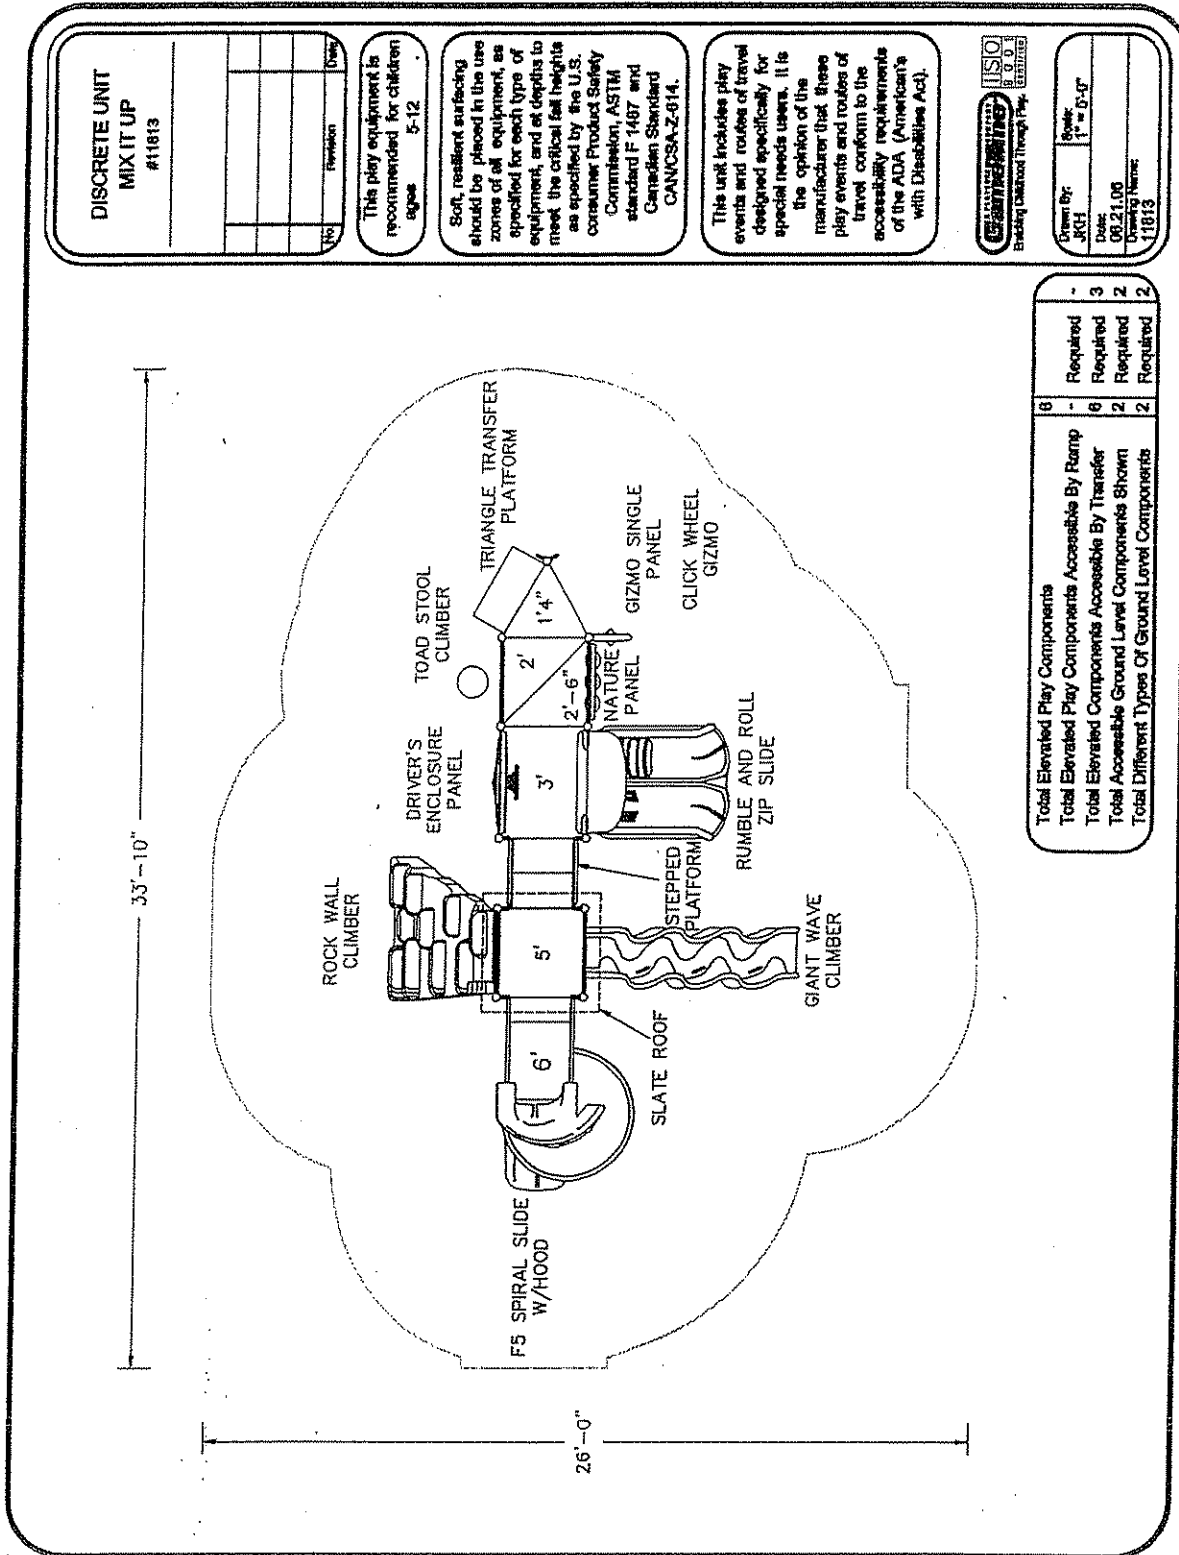 DISCRETE UNIT
MIX IT UP
#11813
No.
Revision
Date
This play equipment is
recommended for children
ages 5-12
Soft, resilient surfacing
should be placed in the use
zones of all equipment, as
specified for each type of
equipment, and at depths to
meet the critical fall heights
as specified by the U.S.
consumer Product Safety
Commission, ASTM
standard F 1487 and
Canadian Standard
CAN/CSA-Z-614.
This unit includes play
events and routes of travel
designed specifically for
special needs users. It is
the opinion of the
manufacturer that these
play events and routes of
travel conform to the
accessibility requirements
of the ADA (American's
with Disabilities Act).
GAMETIME
Enriching Childhood Through Play.
ISO
9001
CERTIFIED
Drawn By:
JKH
Scale:
Date:
06.21.06
Drawing Name:
11813
33'-10"
26'-0"
ROCK WALL
CLIMBER
DRIVER'S
ENCLOSURE
PANEL
TOAD STOOL
CLIMBER
TRIANGLE TRANSFER
PLATFORM
F5 SPIRAL SLIDE
W/HOOD
6'
5'
3'
2'
2'-6"
1'4"
SLATE ROOF
GIANT WAVE
CLIMBER
STEPPED
PLATFORM
RUMBLE AND ROLL
ZIP SLIDE
NATURE
PANEL
GIZMO SINGLE
PANEL
CLICK WHEEL
GIZMO
Total Elevated Play Components 6
Total Elevated Play Components Accessible By Ramp - Required -
Total Elevated Components Accessible By Transfer 6 Required 3
Total Accessible Ground Level Components Shown 2 Required 2
Total Different Types Of Ground Level Components 2 Required 2